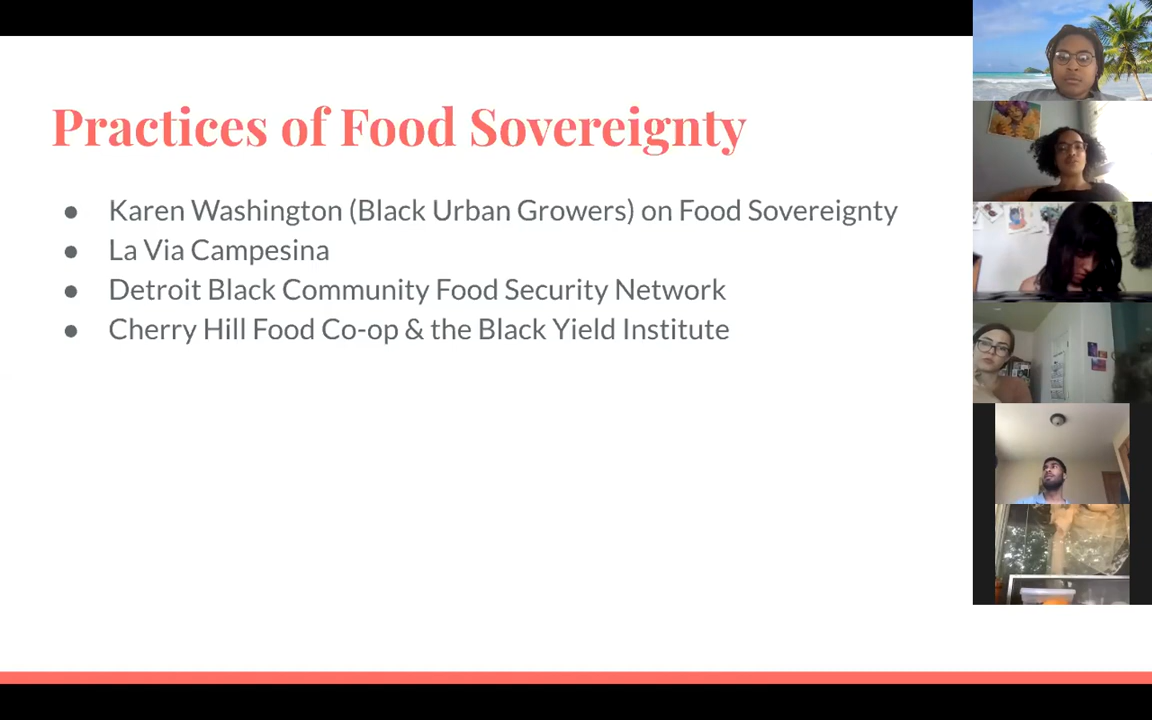 Practices of Food Sovereignty
● Karen Washington (Black Urban Growers) on Food Sovereignty
● La Via Campesina
● Detroit Black Community Food Security Network
● Cherry Hill Food Co-op & the Black Yield Institute